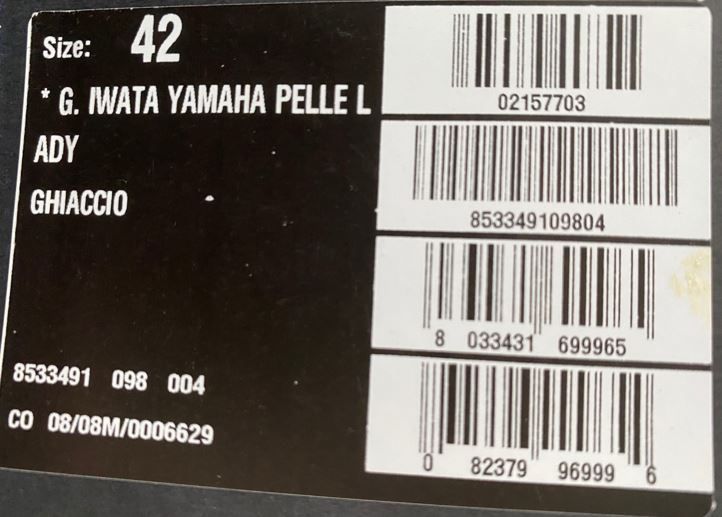 Size: 42
* G. IWATA YAMAHA PELLE L
ADY
GHIACCIO
8533491 098 004
CO 08/08M/0006629
02157703
853349109804
8 033431 699965
0 82379 96999 6